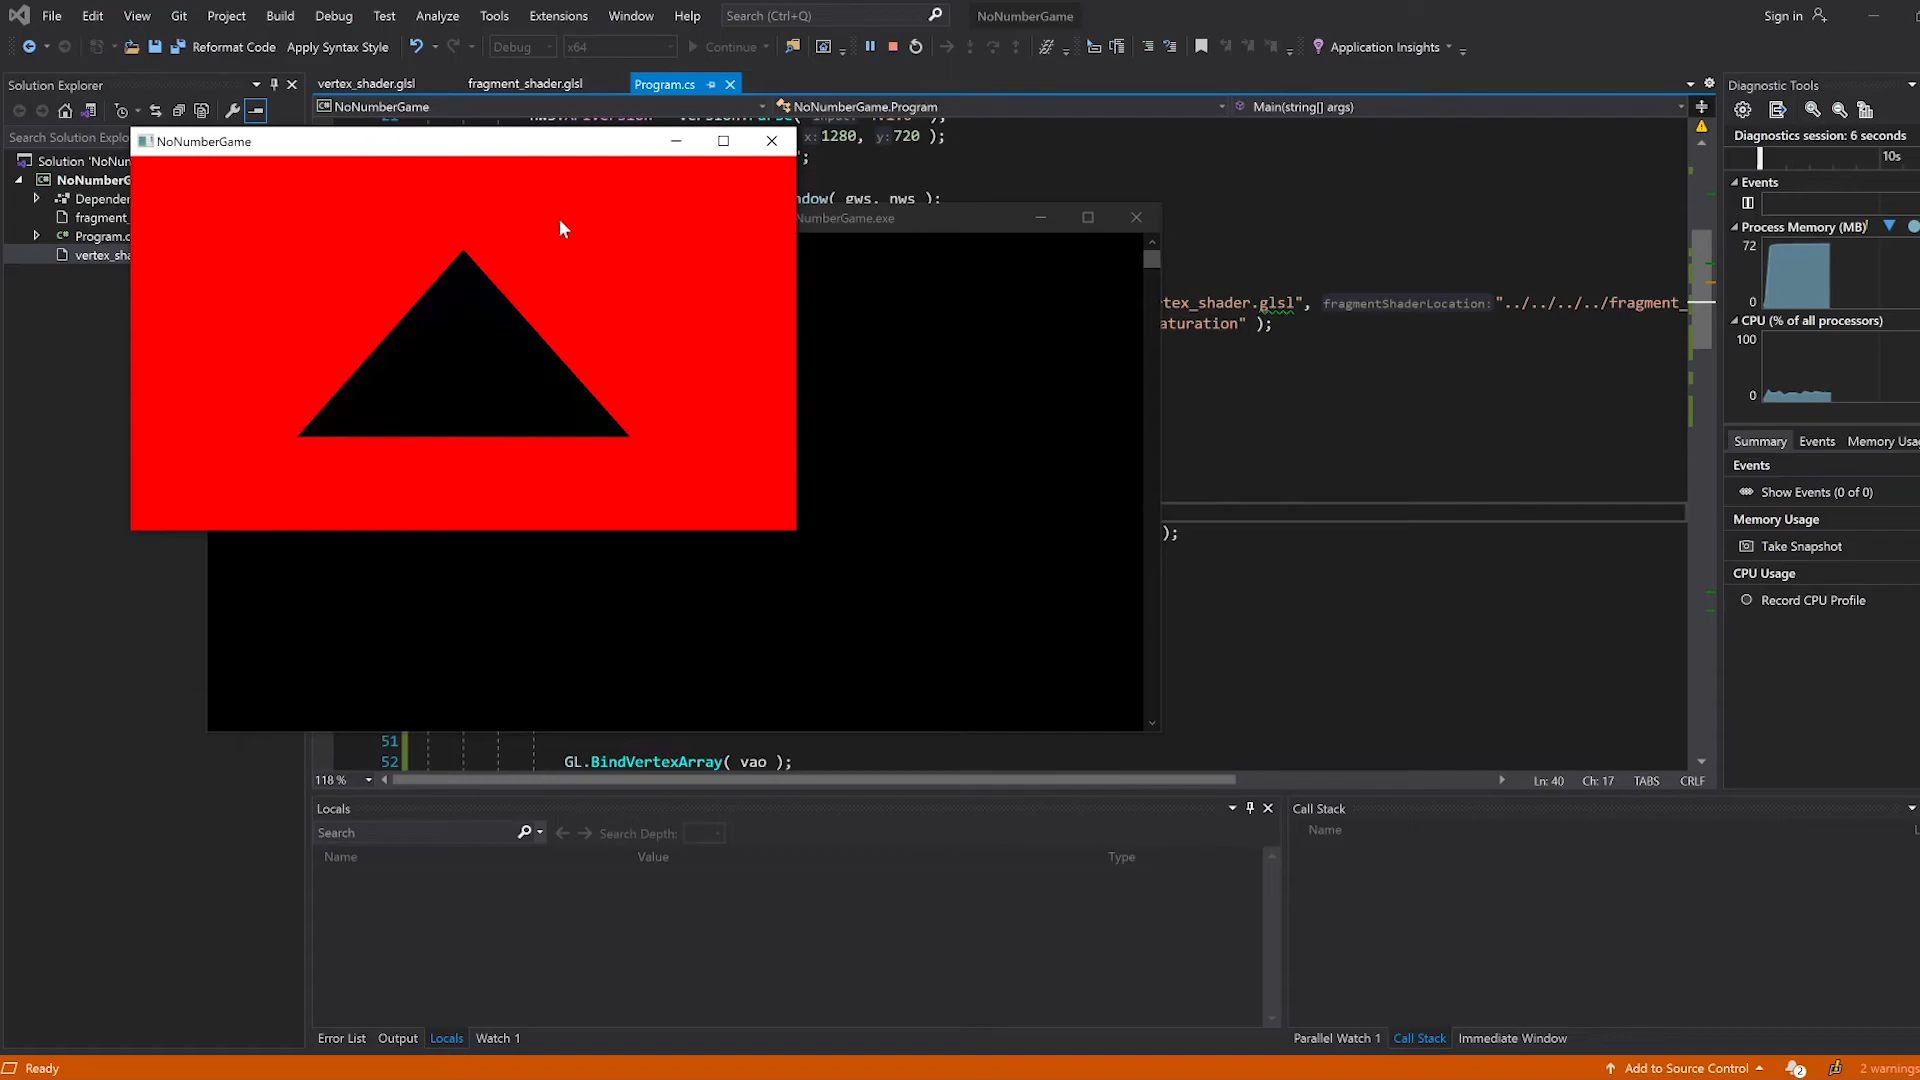 File Edit View Git Project Build Debug Test Analyze Tools Extensions Window Help Search (Ctrl+Q) NoNumberGame Sign in
Reformat Code Apply Syntax Style Debug x64 Continue Application Insights
Solution Explorer
Search Solution Explo
Solution 'NoNun
NoNumberG
Depender
fragment_
Program.c
vertex_sha
vertex_shader.glsl fragment_shader.glsl Program.cs
NoNumberGame NoNumberGame.Program Main(string[] args)
x:1280, y:720 );
";
ndow( gws, nws );
NoNumberGame
NumberGame.exe
tex_shader.glsl", fragmentShaderLocation: "../../../../fragment_
aturation" );
);
51
52 GL.BindVertexArray( vao );
118 % Ln: 40 Ch: 17 TABS CRLF
Diagnostic Tools
Diagnostics session: 6 seconds
10s
Events
Process Memory (MB)
72
0
CPU (% of all processors)
100
0
Summary Events Memory Usa
Events
Show Events (0 of 0)
Memory Usage
Take Snapshot
CPU Usage
Record CPU Profile
Locals
Search Search Depth:
Name Value Type
Error List Output Locals Watch 1
Call Stack
Name
Parallel Watch 1 Call Stack Immediate Window
Ready Add to Source Control 2 2 warnings